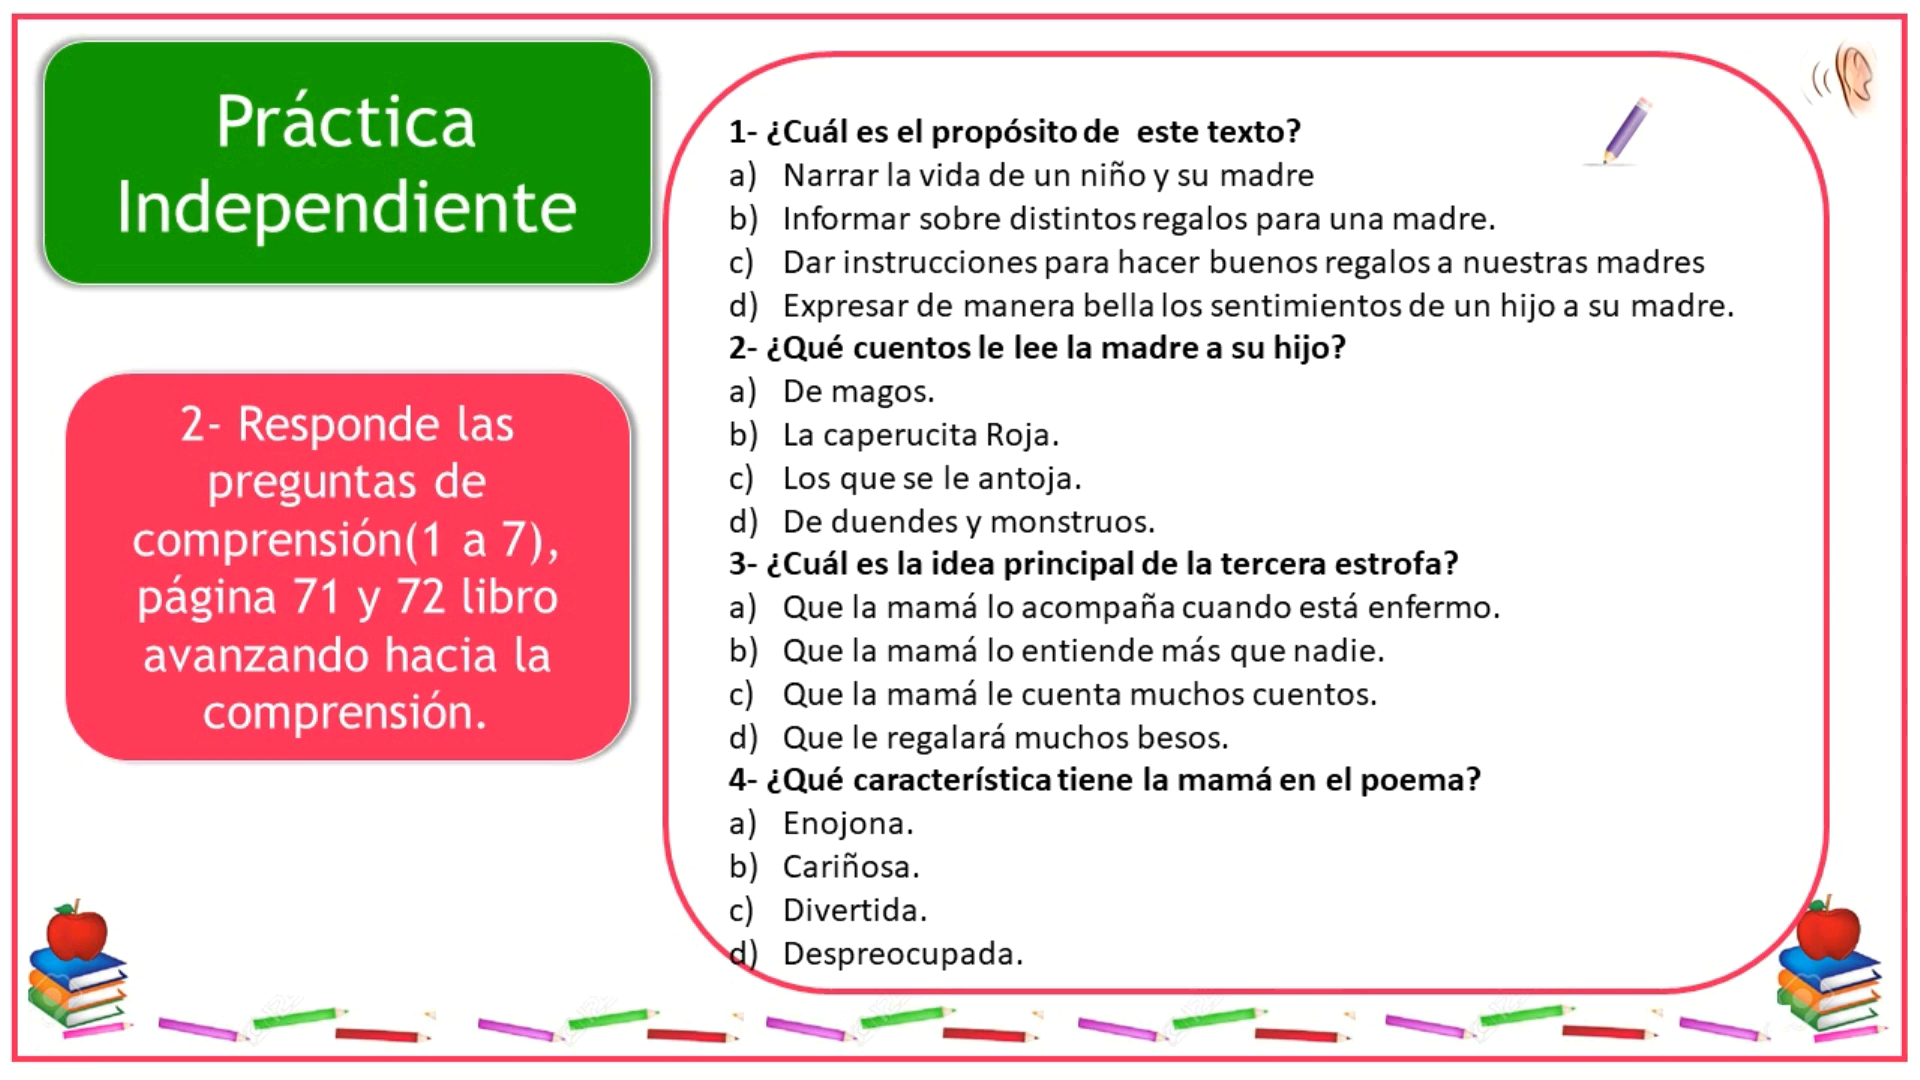 Práctica
Independiente
2- Responde las
preguntas de
comprensión(1 a 7),
página 71 y 72 libro
avanzando hacia la
comprensión.
1- ¿Cuál es el propósito de este texto?
a) Narrar la vida de un niño y su madre
b) Informar sobre distintos regalos para una madre.
c) Dar instrucciones para hacer buenos regalos a nuestras madres
d) Expresar de manera bella los sentimientos de un hijo a su madre.
2- ¿Qué cuentos le lee la madre a su hijo?
a) De magos.
b) La caperucita Roja.
c) Los que se le antoja.
d) De duendes y monstruos.
3- ¿Cuál es la idea principal de la tercera estrofa?
a) Que la mamá lo acompaña cuando está enfermo.
b) Que la mamá lo entiende más que nadie.
c) Que la mamá le cuenta muchos cuentos.
d) Que le regalará muchos besos.
4- ¿Qué característica tiene la mamá en el poema?
a) Enojona.
b) Cariñosa.
c) Divertida.
d) Despreocupada.